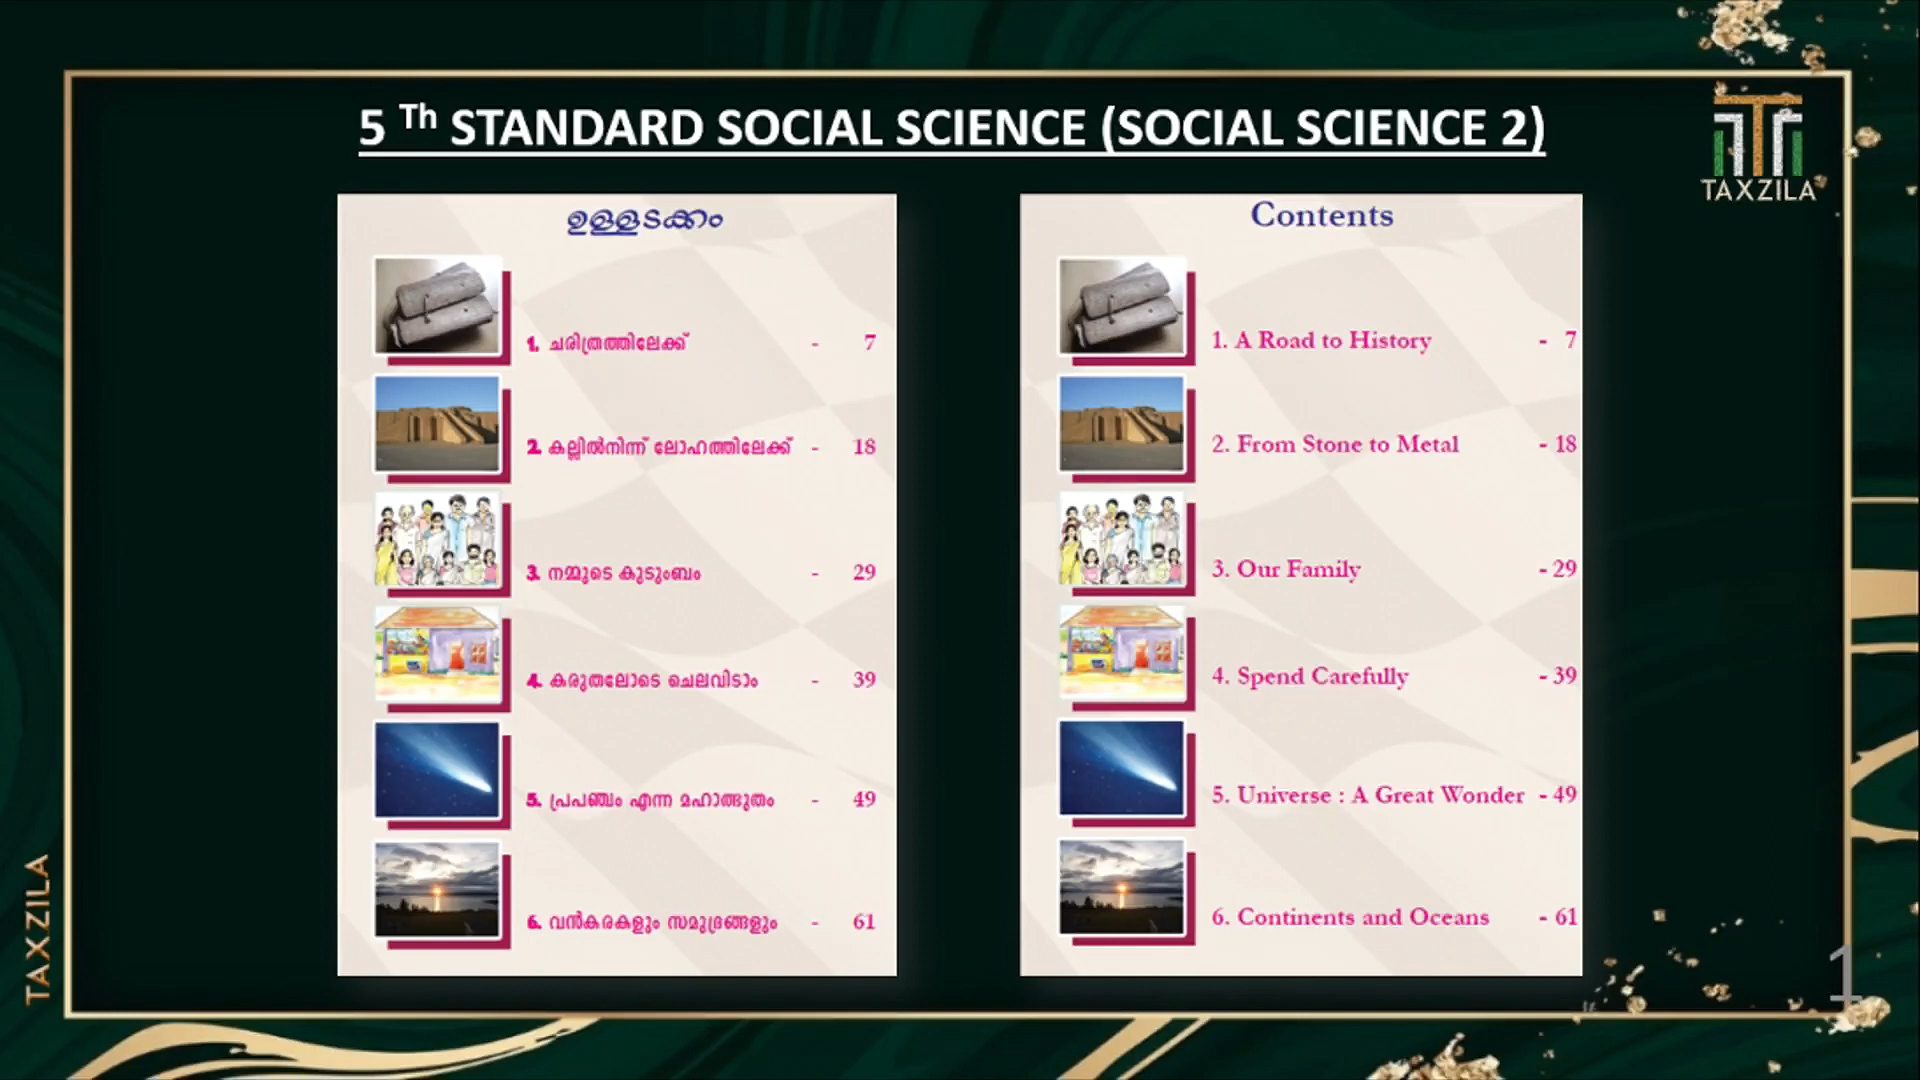 5 Th STANDARD SOCIAL SCIENCE (SOCIAL SCIENCE 2)
TAXZILA
ഉള്ളടക്കം
1. ചരിത്രത്തിലേക്ക് - 7
2. കല്ലിൽനിന്ന് ലോഹത്തിലേക്ക് - 18
3. നമ്മുടെ കുടുംബം - 29
4. കരുതലോടെ ചെലവിടാം - 39
5. പ്രപഞ്ചം എന്ന മഹാത്ഭുതം - 49
6. വൻകരകളും സമുദ്രങ്ങളും - 61
Contents
1. A Road to History - 7
2. From Stone to Metal - 18
3. Our Family - 29
4. Spend Carefully - 39
5. Universe : A Great Wonder - 49
6. Continents and Oceans - 61
TAXZILA
1